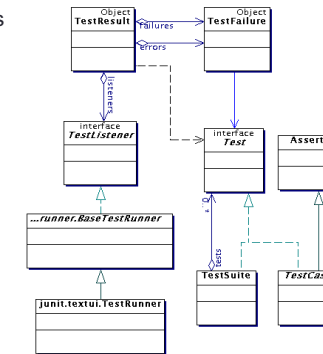 s
Object
TestResult
Object
TestFailure
failures
errors
listeners
interface
TestListener
interface
Test
Assert
...runner.BaseTestRunner
0..*
tests
junit.textui.TestRunner
TestSuite
TestCas